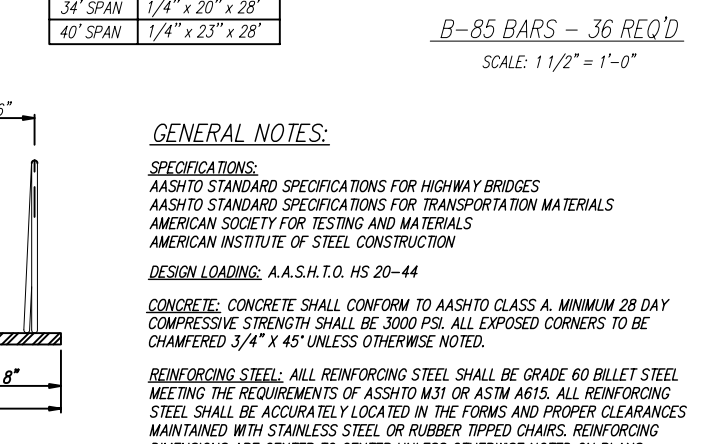 34' SPAN 1/4" x 20" x 28'
40' SPAN 1/4" x 23" x 28'
B-85 BARS - 36 REQ'D
SCALE: 1 1/2" = 1'-0"
6"
GENERAL NOTES:
SPECIFICATIONS:
AASHTO STANDARD SPECIFICATIONS FOR HIGHWAY BRIDGES
AASHTO STANDARD SPECIFICATIONS FOR TRANSPORTATION MATERIALS
AMERICAN SOCIETY FOR TESTING AND MATERIALS
AMERICAN INSTITUTE OF STEEL CONSTRUCTION
DESIGN LOADING: A.A.S.H.T.O. HS 20-44
CONCRETE: CONCRETE SHALL CONFORM TO AASHTO CLASS A. MINIMUM 28 DAY
COMPRESSIVE STRENGTH SHALL BE 3000 PSI. ALL EXPOSED CORNERS TO BE
CHAMFERED 3/4" X 45° UNLESS OTHERWISE NOTED.
8"
REINFORCING STEEL: AILL REINFORCING STEEL SHALL BE GRADE 60 BILLET STEEL
MEETING THE REQUIREMENTS OF ASSHTO M31 OR ASTM A615. ALL REINFORCING
STEEL SHALL BE ACCURATELY LOCATED IN THE FORMS AND PROPER CLEARANCES
MAINTAINED WITH STAINLESS STEEL OR RUBBER TIPPED CHAIRS. REINFORCING